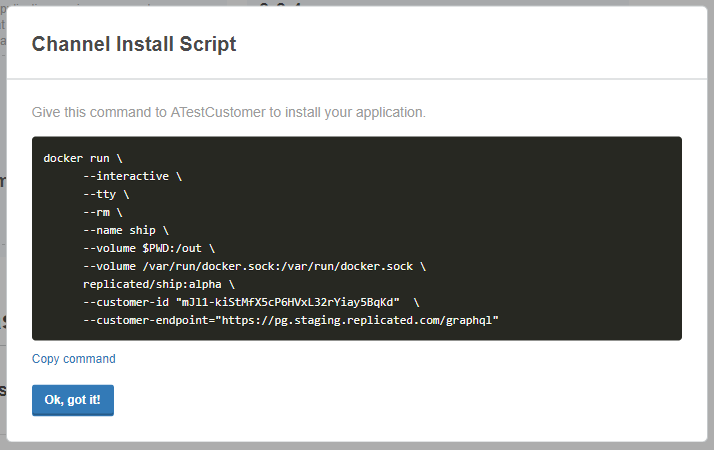 Channel Install Script
Give this command to ATestCustomer to install your application.
docker run \
--interactive \
--tty \
--rm \
--name ship \
--volume $PWD:/out \
--volume /var/run/docker.sock:/var/run/docker.sock \
replicated/ship:alpha \
--customer-id "mJl1-kiStMfX5cP6HVxL32rYiay5BqKd"  \
--customer-endpoint="https://pg.staging.replicated.com/graphql"
Copy command
Ok, got it!